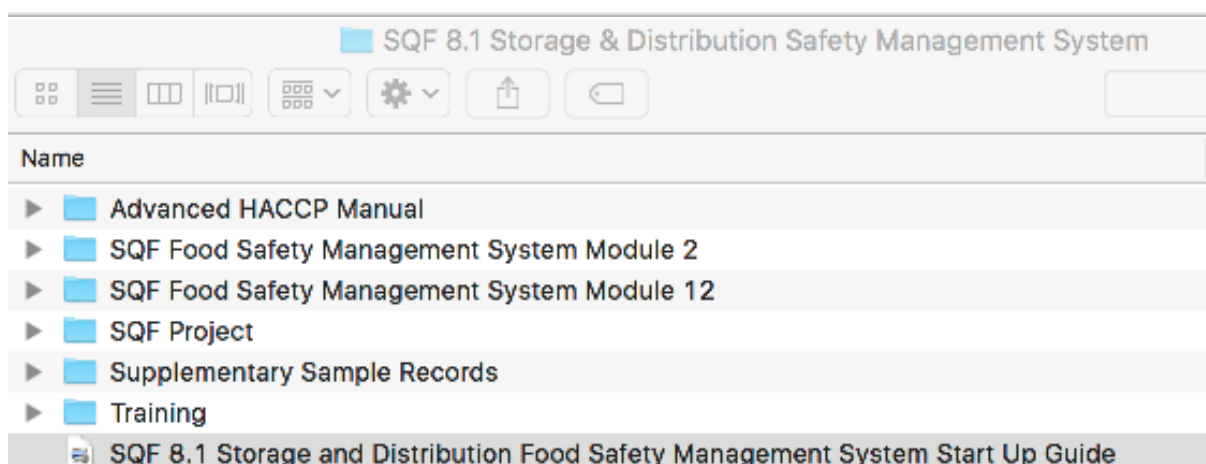 SQF 8.1 Storage & Distribution Safety Management System
Name
Advanced HACCP Manual
SQF Food Safety Management System Module 2
SQF Food Safety Management System Module 12
SQF Project
Supplementary Sample Records
Training
SQF 8.1 Storage and Distribution Food Safety Management System Start Up Guide